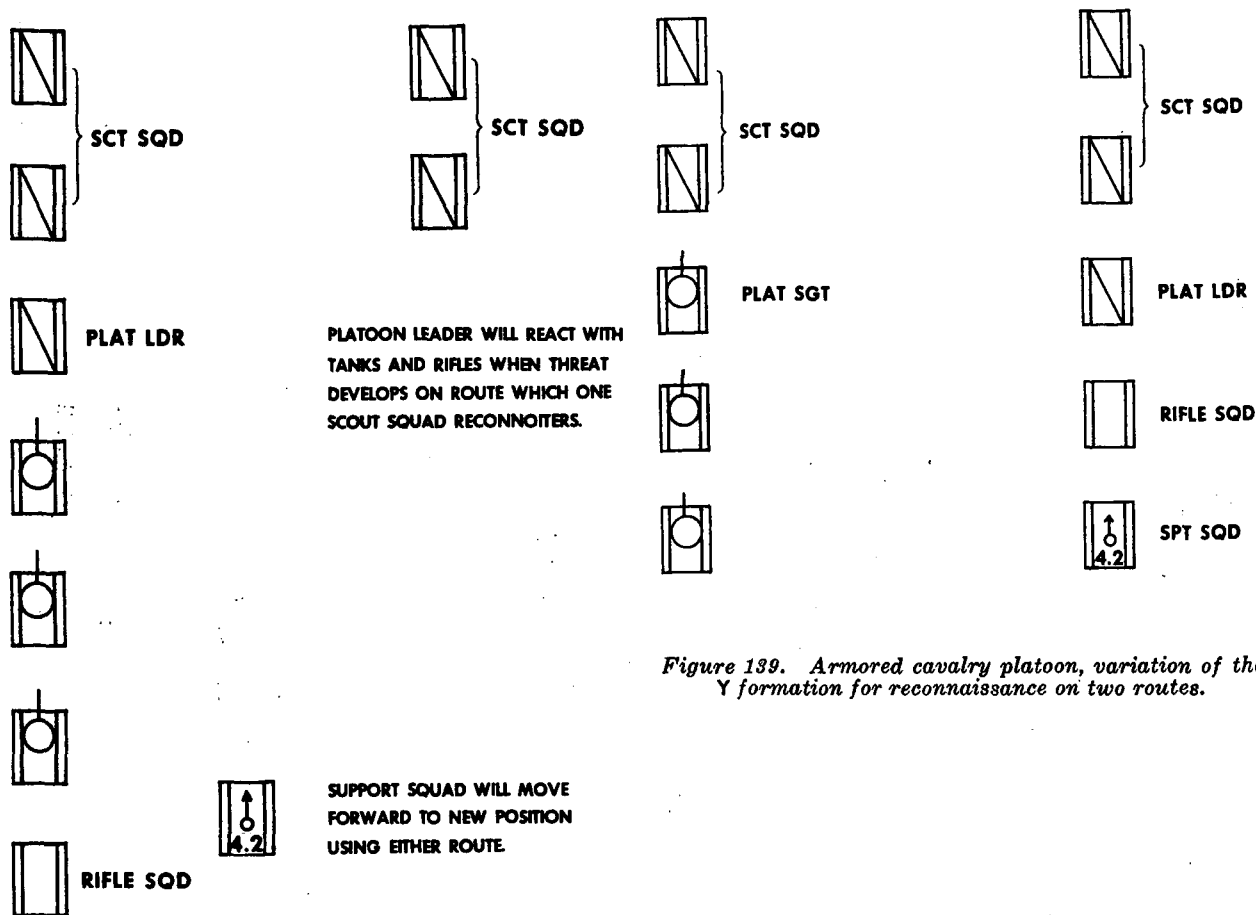 SCT SQD
SCT SQD
PLAT LDR
PLATOON LEADER WILL REACT WITH
TANKS AND RIFLES WHEN THREAT
DEVELOPS ON ROUTE WHICH ONE
SCOUT SQUAD RECONNOITERS.
4.2
SUPPORT SQUAD WILL MOVE
FORWARD TO NEW POSITION
USING EITHER ROUTE.
RIFLE SQD
SCT SQD
SCT SQD
PLAT SGT
PLAT LDR
RIFLE SQD
4.2
SPT SQD
Figure 139. Armored cavalry platoon, variation of the
Y formation for reconnaissance on two routes.